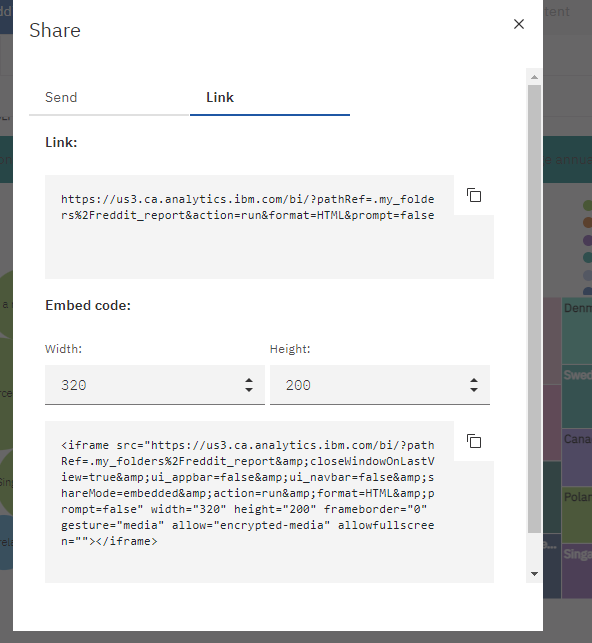 Share
Send
Link
Link:
https://us3.ca.analytics.ibm.com/bi/?pathRef=.my_folde
rs%2Freddit_report&action=run&format=HTML&prompt=false
Embed code:
Width:
Height:
320
200
<iframe src="https://us3.ca.analytics.ibm.com/bi/?path
Ref=.my_folders%2Freddit_report&amp;closeWindowOnLastV
iew=true&amp;ui_appbar=false&amp;ui_navbar=false&amp;s
hareMode=embedded&amp;action=run&amp;format=HTML&amp;p
rompt=false" width="320" height="200" frameborder="0"
gesture="media" allow="encrypted-media" allowfullscree
n=""></iframe>